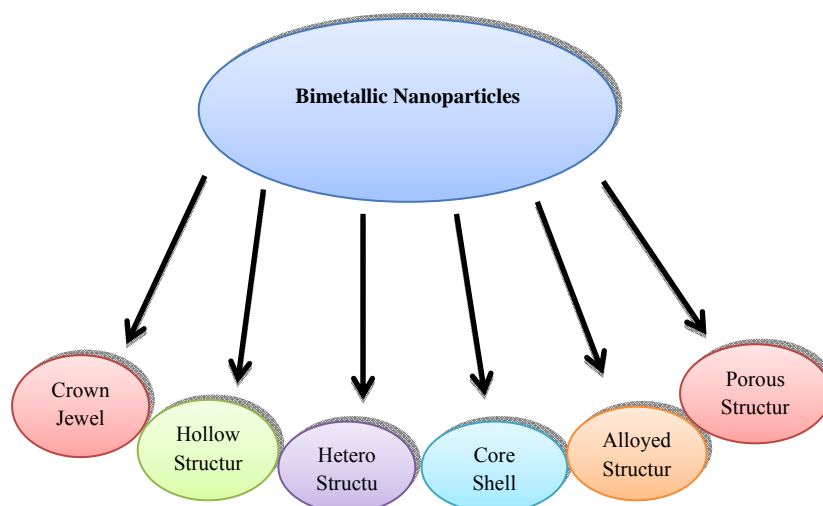 Bimetallic Nanoparticles
Crown
Jewel
Hollow
Structur
Hetero
Structu
Core
Shell
Alloyed
Structur
Porous
Structur